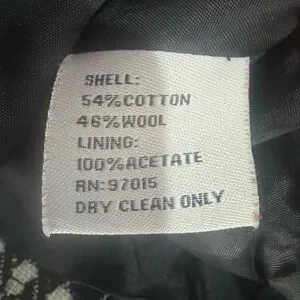 SHELL:
54%COTTON
46%WOOL
LINING:
100%ACETATE
RN:97015
DRY CLEAN ONLY